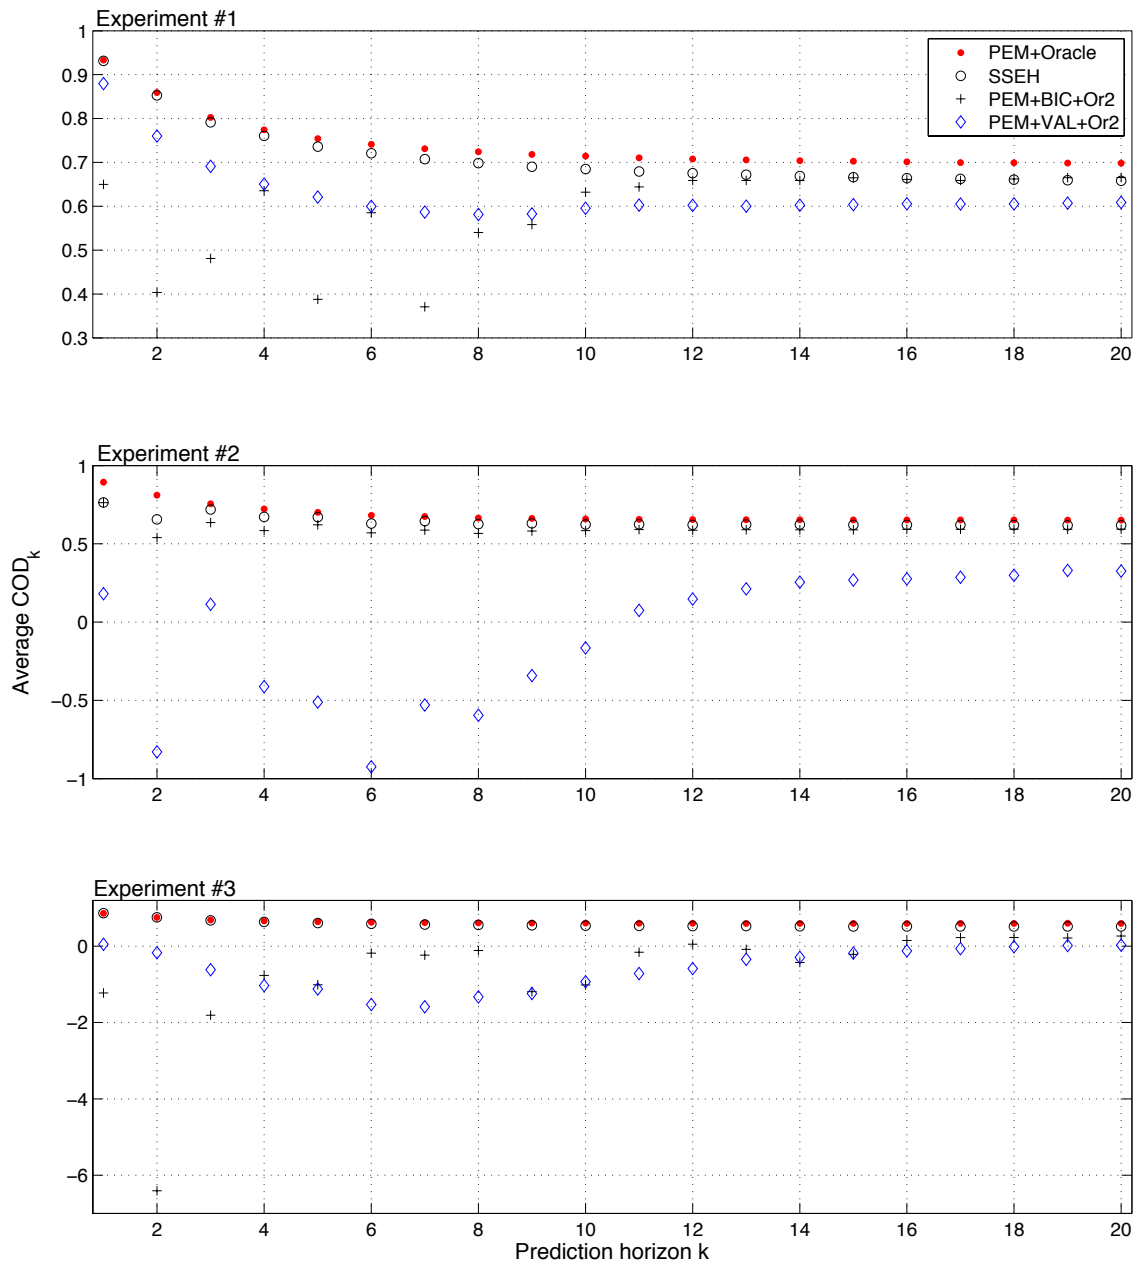 Experiment #1
1
0.9
0.8
0.7
0.6
0.5
0.4
0.3
PEM+Oracle
SSEH
PEM+BIC+Or2
PEM+VAL+Or2
2 4 6 8 10 12 14 16 18 20
Experiment #2
1
0.5
0
−0.5
−1
Average COD_k
2 4 6 8 10 12 14 16 18 20
Experiment #3
0
−2
−4
−6
2 4 6 8 10 12 14 16 18 20
Prediction horizon k